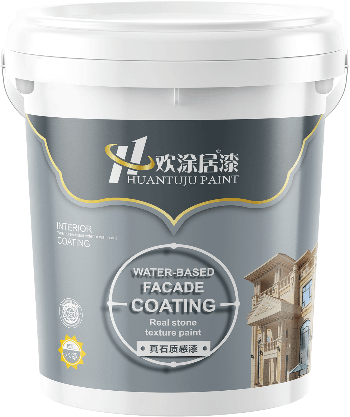 欢涂居漆®
HUANTUJU PAINT
INTERIOR
COATING
WATER-BASED
FACADE
COATING
Real stone
texture paint
真石质感漆